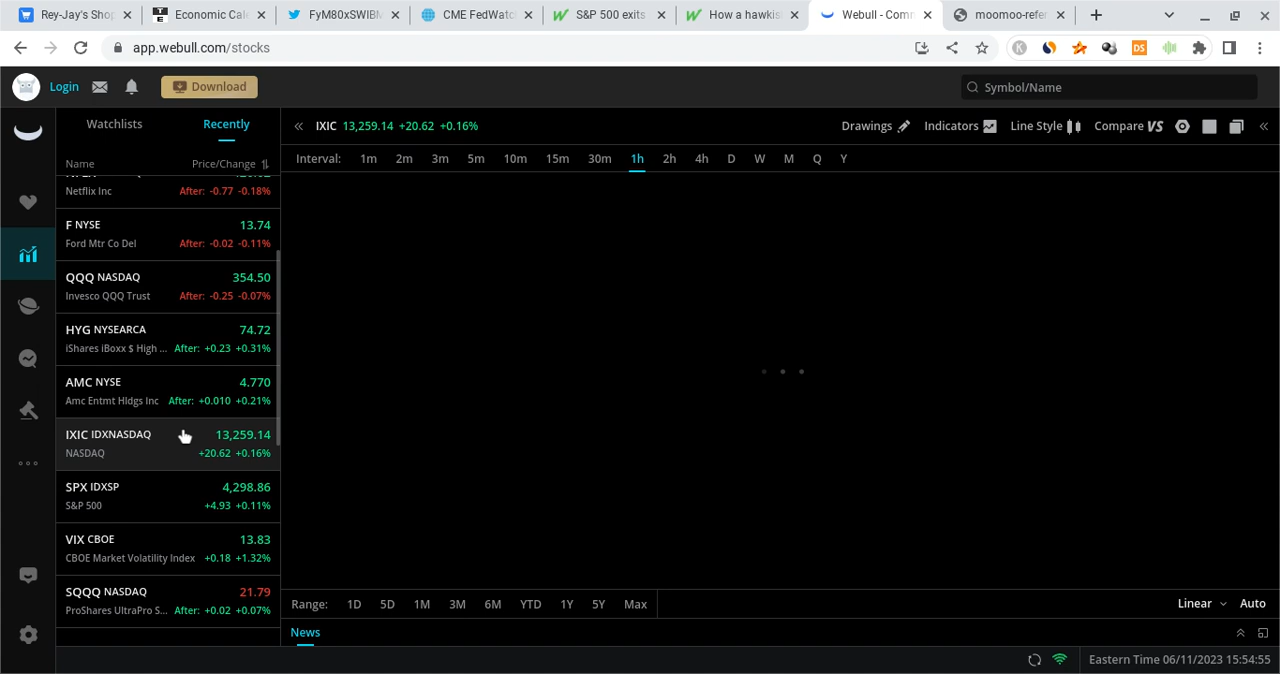 Rey-Jay's Shop
Economic Cale
FyM80xSWIBM
CME FedWatc
S&P 500 exits
How a hawkis
Webull - Comm
moomoo-refer
app.webull.com/stocks
Login
Download
Symbol/Name
Watchlists
Recently
IXIC 13,259.14 +20.62 +0.16%
Drawings
Indicators
Line Style
Compare VS
Name
Price/Change
Interval: 1m 2m 3m 5m 10m 15m 30m 1h 2h 4h D W M Q Y
Netflix Inc After: -0.77 -0.18%
F NYSE 13.74
Ford Mtr Co Del After: -0.02 -0.11%
QQQ NASDAQ 354.50
Invesco QQQ Trust After: -0.25 -0.07%
HYG NYSEARCA 74.72
iShares iBoxx $ High ... After: +0.23 +0.31%
AMC NYSE 4.770
Amc Entmt Hldgs Inc After: +0.010 +0.21%
IXIC IDXNASDAQ 13,259.14
NASDAQ +20.62 +0.16%
SPX IDXSP 4,298.86
S&P 500 +4.93 +0.11%
VIX CBOE 13.83
CBOE Market Volatility Index +0.18 +1.32%
SQQQ NASDAQ 21.79
ProShares UltraPro S... After: +0.02 +0.07%
Range: 1D 5D 1M 3M 6M YTD 1Y 5Y Max
Linear
Auto
News
Eastern Time 06/11/2023 15:54:55